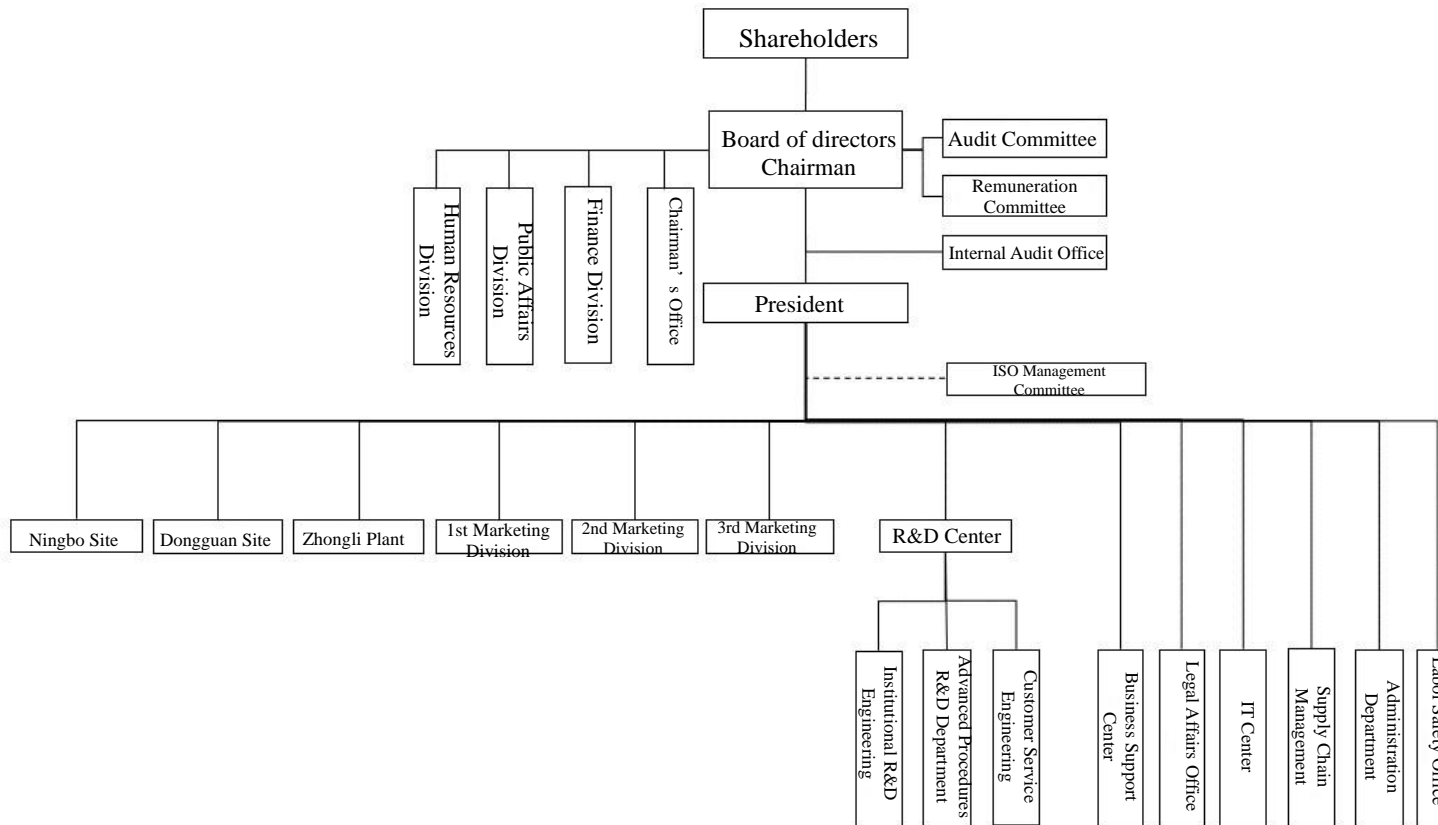 Shareholders
Board of directors
Chairman
Audit Committee
Remuneration
Committee
Human Resources
Division
Public Affairs
Division
Finance Division
Chairman’s Office
Internal Audit Office
President
ISO Management
Committee
Ningbo Site
Dongguan Site
Zhongli Plant
1st Marketing
Division
2nd Marketing
Division
3rd Marketing
Division
R&D Center
Institutional R&D
Engineering
Advanced Procedures
R&D Department
Customer Service
Engineering
Business Support
Center
Legal Affairs Office
IT Center
Supply Chain
Management
Administration
Department
Labor Safety Office